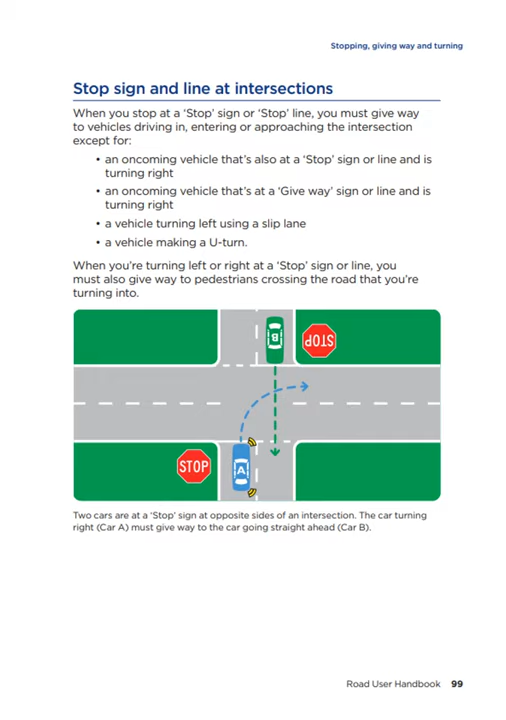 Stopping, giving way and turning
Stop sign and line at intersections
When you stop at a ‘Stop’ sign or ‘Stop’ line, you must give way
to vehicles driving in, entering or approaching the intersection
except for:
• an oncoming vehicle that’s also at a ‘Stop’ sign or line and is
turning right
• an oncoming vehicle that’s at a ‘Give way’ sign or line and is
turning right
• a vehicle turning left using a slip lane
• a vehicle making a U-turn.
When you’re turning left or right at a ‘Stop’ sign or line, you
must also give way to pedestrians crossing the road that you’re
turning into.
B
STOP
STOP
A
Two cars are at a ‘Stop’ sign at opposite sides of an intersection. The car turning
right (Car A) must give way to the car going straight ahead (Car B).
Road User Handbook 99